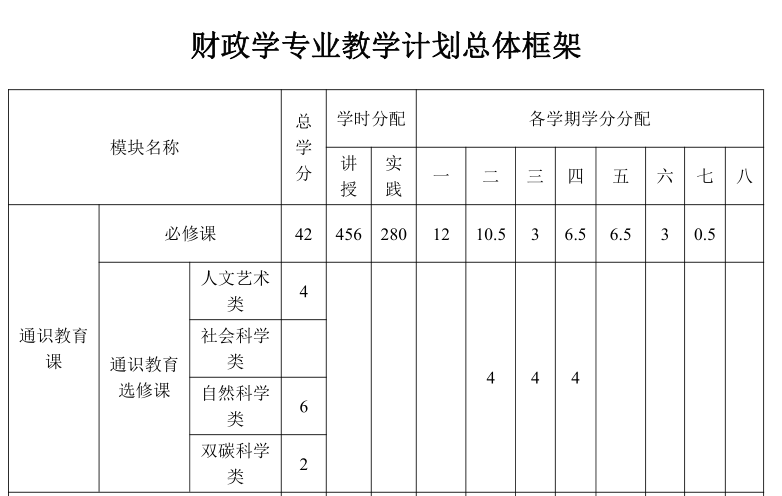 财政学专业教学计划总体框架
模块名称 总学分 学时分配 各学期学分分配
讲授 实践 一 二 三 四 五 六 七 八
通识教育课 必修课 42 456 280 12 10.5 3 6.5 6.5 3 0.5
通识教育选修课 人文艺术类 4 4 4 4
社会科学类
自然科学类 6
双碳科学类 2